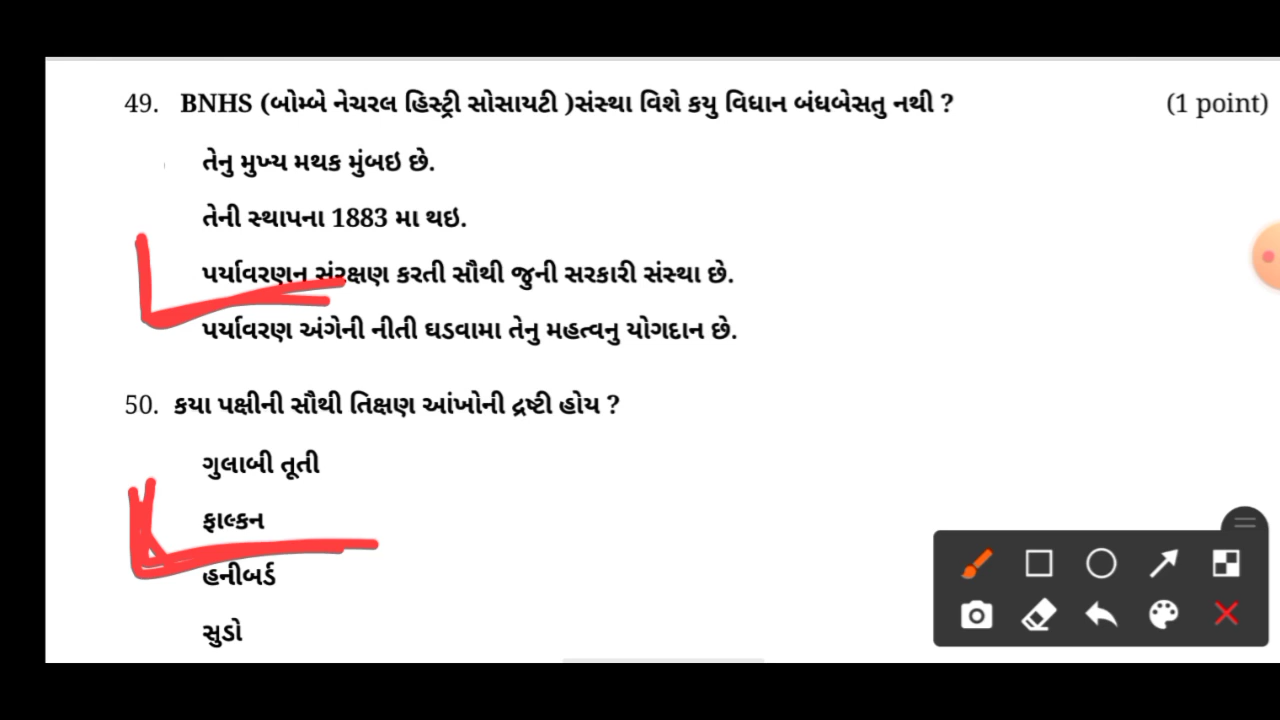 49. BNHS (બોમ્બે નેચરલ હિસ્ટ્રી સોસાયટી )સંસ્થા વિશે કયુ વિધાન બંધબેસતુ નથી ? (1 point)
તેનુ મુખ્ય મથક મુંબઇ છે.
તેની સ્થાપના 1883 મા થઇ.
પર્યાવરણન સંરક્ષણ કરતી સૌથી જુની સરકારી સંસ્થા છે.
પર્યાવરણ અંગેની નીતી ઘડવામા તેનુ મહત્વનુ યોગદાન છે.
50. કયા પક્ષીની સૌથી તિક્ષણ આંખોની દ્રષ્ટી હોય ?
ગુલાબી તૂતી
ફાલ્કન
હનીબર્ડ
સુડો